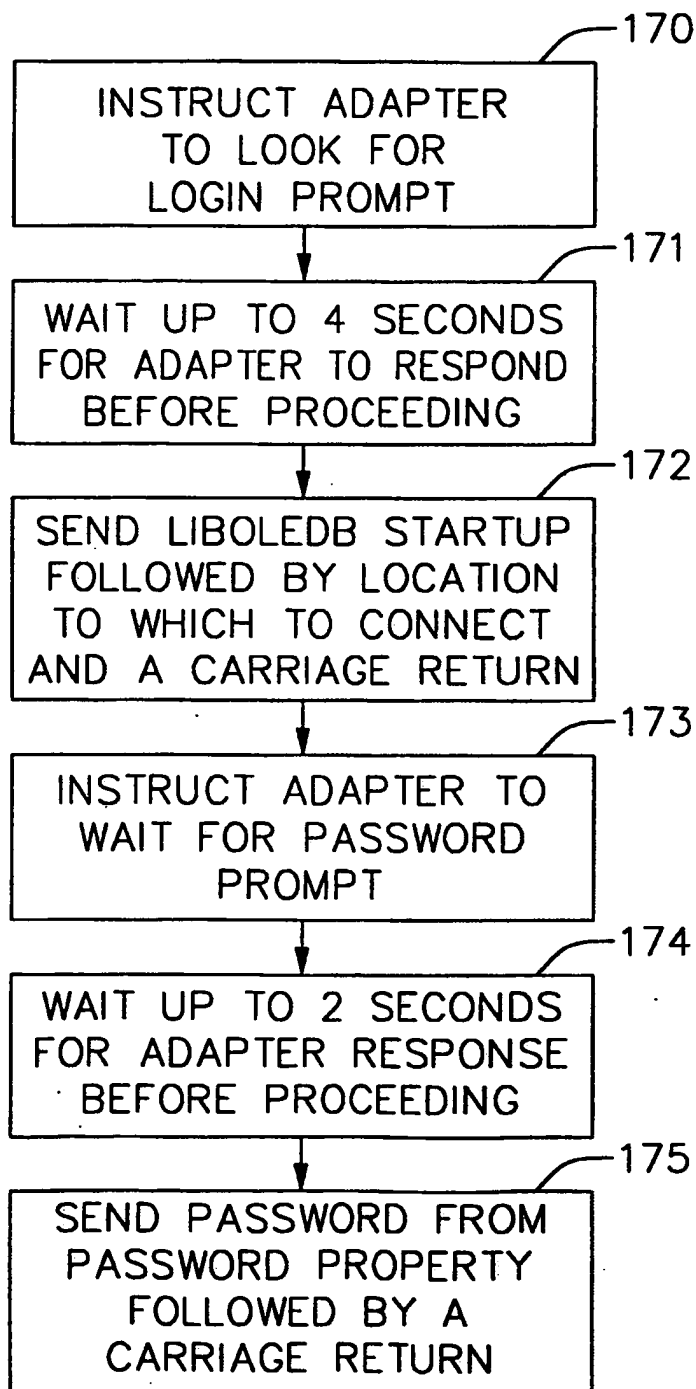 170
INSTRUCT ADAPTER
TO LOOK FOR
LOGIN PROMPT
171
WAIT UP TO 4 SECONDS
FOR ADAPTER TO RESPOND
BEFORE PROCEEDING
172
SEND LIBOLEDB STARTUP
FOLLOWED BY LOCATION
TO WHICH TO CONNECT
AND A CARRIAGE RETURN
173
INSTRUCT ADAPTER TO
WAIT FOR PASSWORD
PROMPT
174
WAIT UP TO 2 SECONDS
FOR ADAPTER RESPONSE
BEFORE PROCEEDING
175
SEND PASSWORD FROM
PASSWORD PROPERTY
FOLLOWED BY A
CARRIAGE RETURN